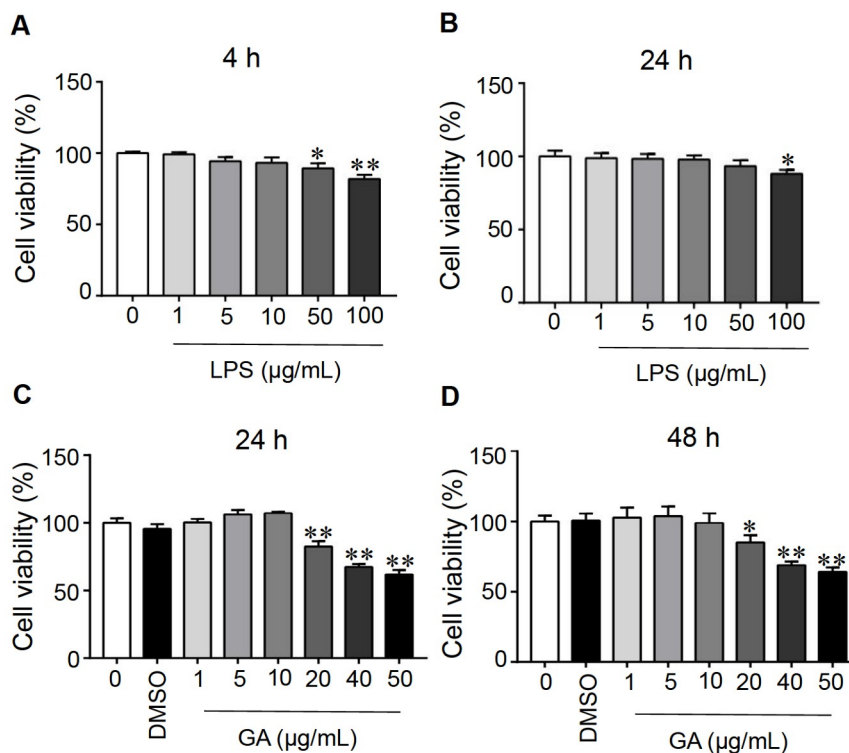 A
4 h
Cell viability (%)
150
100
50
0
*
**
0 1 5 10 50 100
LPS (µg/mL)
B
24 h
Cell viability (%)
150
100
50
0
*
0 1 5 10 50 100
LPS (µg/mL)
C
24 h
Cell viability (%)
150
100
50
0
** ** **
0 DMSO 1 5 10 20 40 50
GA (µg/mL)
D
48 h
Cell viability (%)
150
100
50
0
* ** **
0 DMSO 1 5 10 20 40 50
GA (µg/mL)